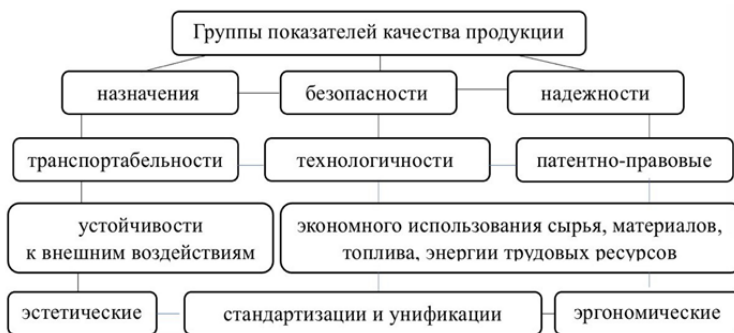 Группы показателей качества продукции
назначения
безопасности
надежности
транспортабельности
технологичности
патентно-правовые
устойчивости
к внешним воздействиям
экономного использования сырья, материалов,
топлива, энергии трудовых ресурсов
эстетические
стандартизации и унификации
эргономические